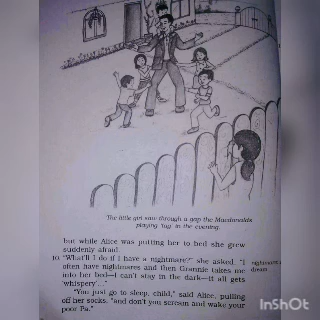 The little girl saw through a gap the Macdonalds
playing 'tag' in the evening.
but while Alice was putting her to bed she grew
suddenly afraid.
10. "What'll I do if I have a nightmare?" she asked. "I
often have nightmares and then Grannie takes me
into her bed—I can't stay in the dark—it all gets
'whispery'..."
"You just go to sleep, child," said Alice, pulling
off her socks, "and don't you scream and wake your
poor Pa."
nightmare:
dream
InShOt